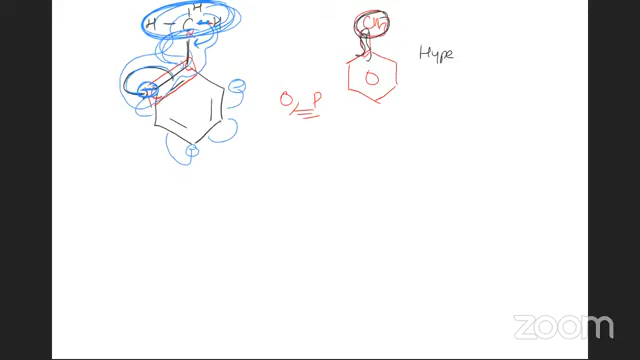 H
H - C - H
CH₃
Hype
O, P
zoom